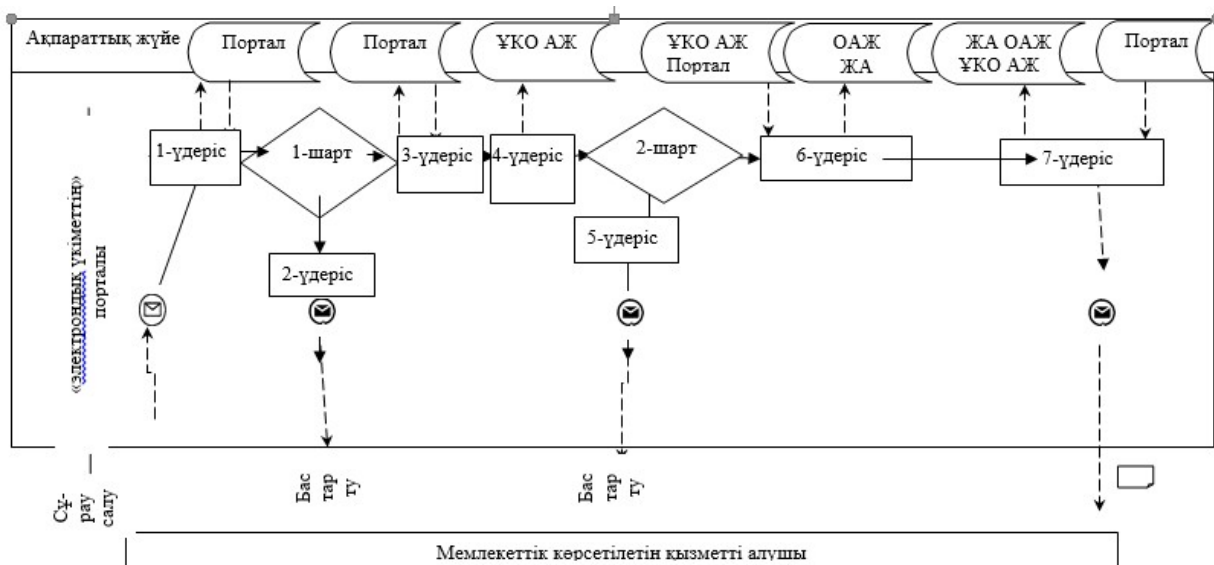 Ақпараттық жүйе
Портал
Портал
ҰКО АЖ
ҰКО АЖ
Портал
ОАЖ
ЖА
ЖА ОАЖ
ҰКО АЖ
Портал
«электрондық үкіметтің»
порталы
1-үдеріс
1-шарт
3-үдеріс
4-үдеріс
2-шарт
6-үдеріс
7-үдеріс
2-үдеріс
5-үдеріс
Сұ-
рау
салу
Бас
тар
ту
Бас
тар
ту
Мемлекеттік көрсетілетін қызметті алушы